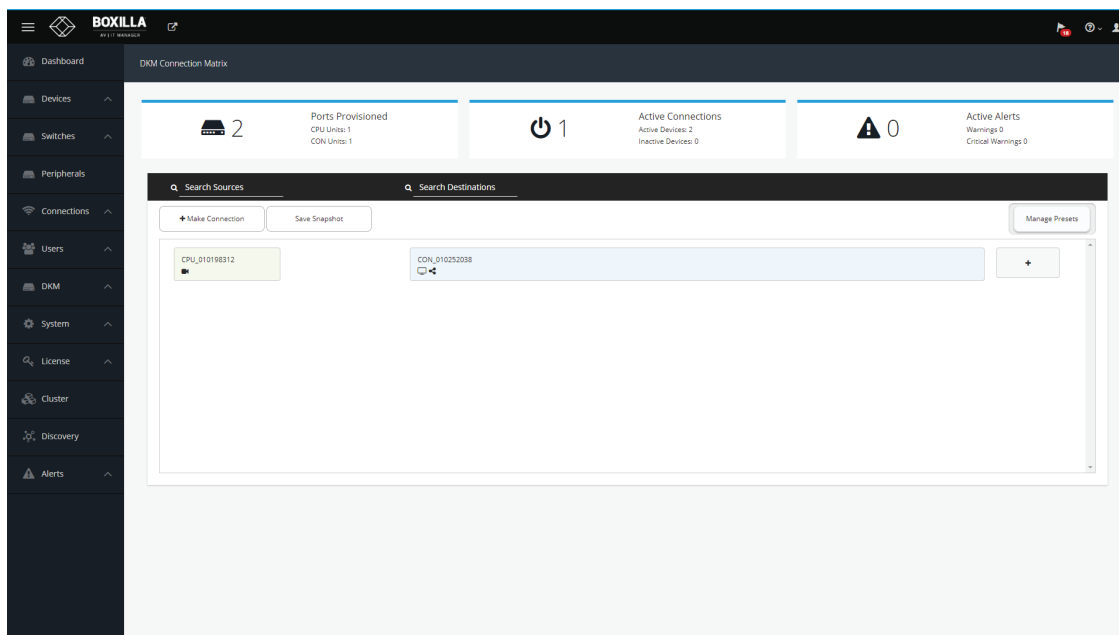 BOXILLA
AV | IT MANAGER
18
Dashboard
DKM Connection Matrix
Devices
Switches
Peripherals
Connections
Users
DKM
System
License
Cluster
Discovery
Alerts
2
Ports Provisioned
CPU Units: 1
CON Units: 1
1
Active Connections
Active Devices: 2
Inactive Devices: 0
0
Active Alerts
Warnings 0
Critical Warnings 0
Search Sources
Search Destinations
+ Make Connection
Save Snapshot
Manage Presets
CPU_010198312
CON_010252038
+